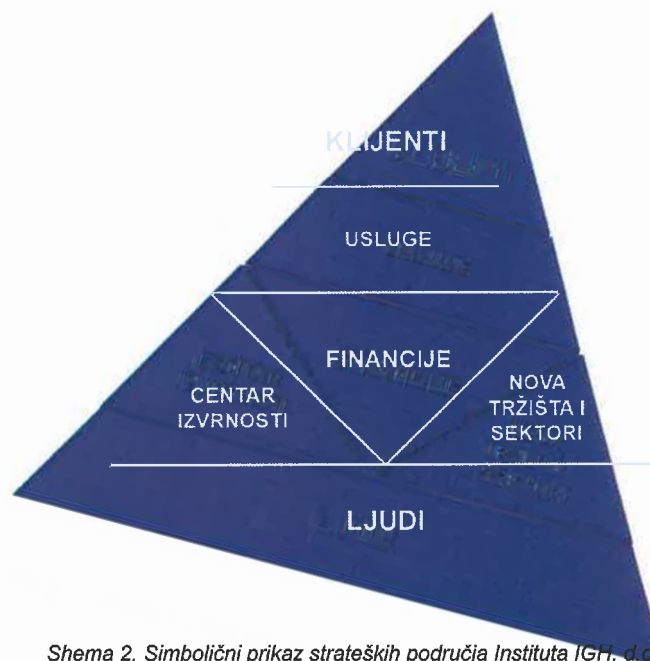 KLIJENTI
USLUGE
FINANCIJE
CENTAR
IZVRNOSTI
NOVA
TRŽIŠTA I
SEKTORI
LJUDI
Shema 2. Simbolični prikaz strateških područja Instituta IGH, d.d